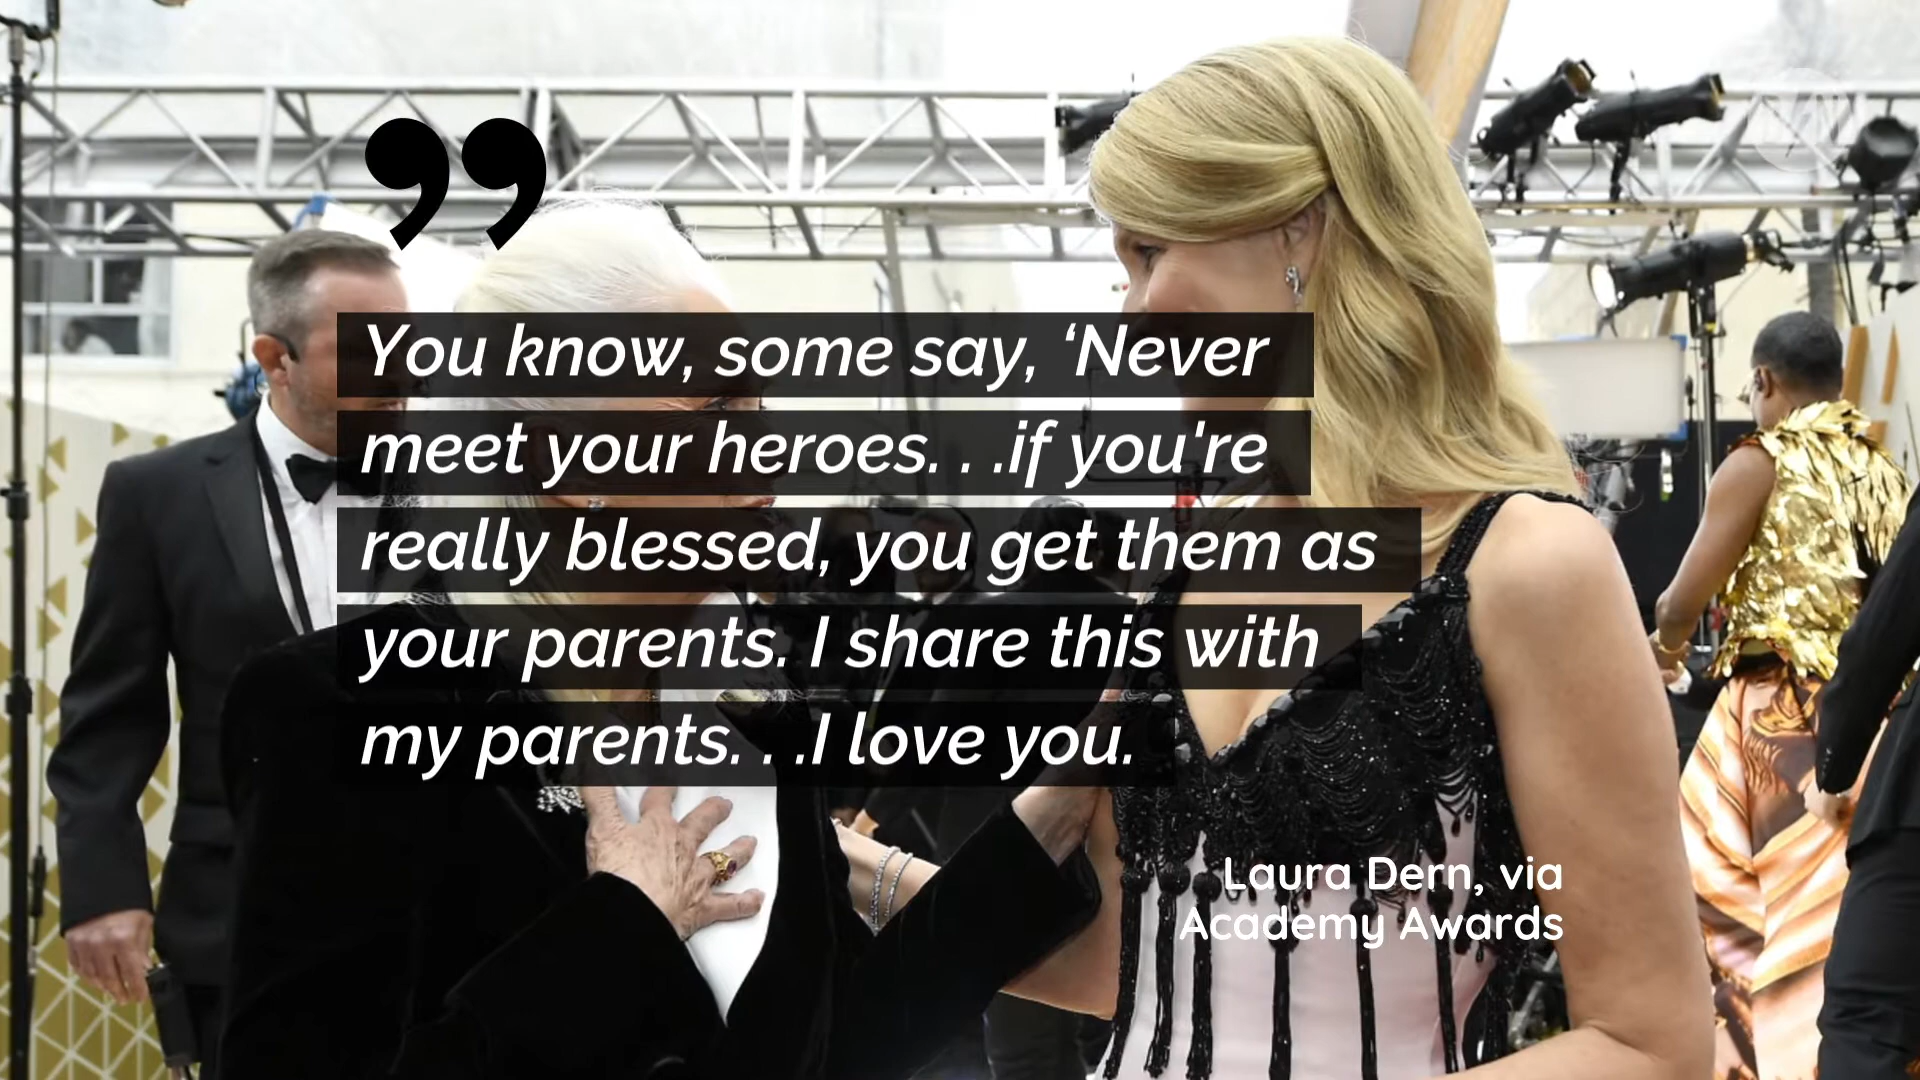 ”
You know, some say, ‘Never
meet your heroes. . .if you're
really blessed, you get them as
your parents. I share this with
my parents. . .I love you.
Laura Dern, via
Academy Awards